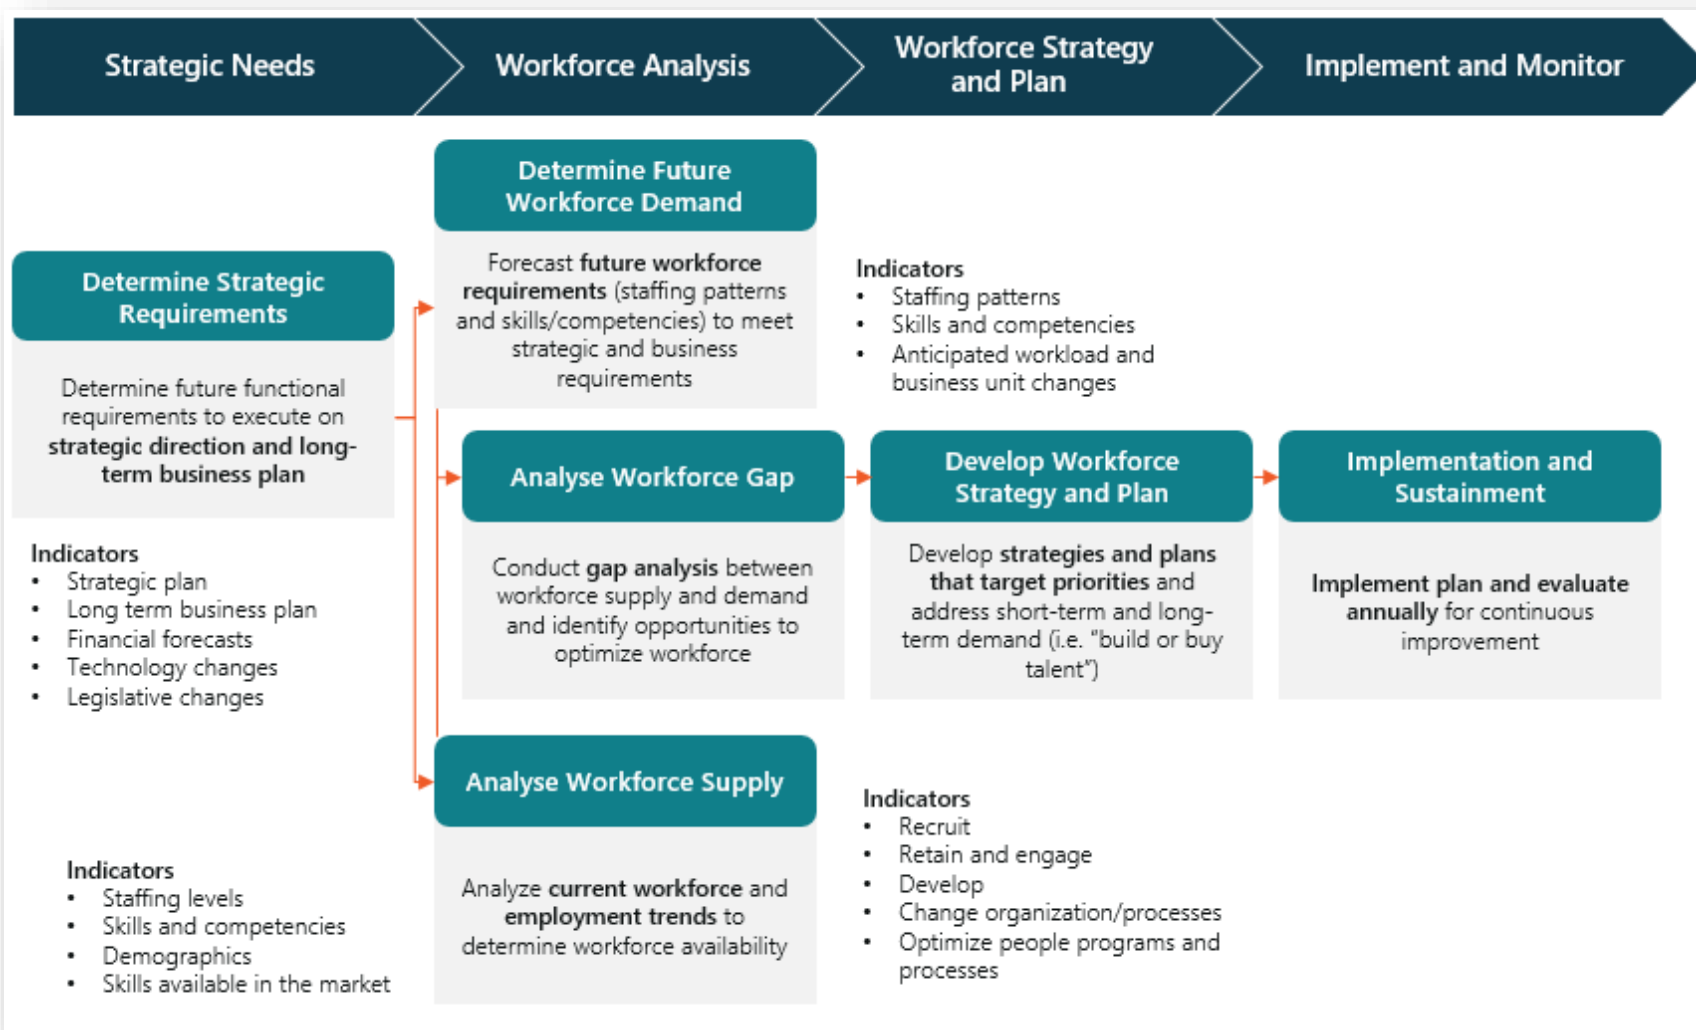 Strategic Needs
Workforce Analysis
Workforce Strategy
and Plan
Implement and Monitor
Determine Strategic
Requirements
Determine future functional
requirements to execute on
strategic direction and long-
term business plan
Indicators
• Strategic plan
• Long term business plan
• Financial forecasts
• Technology changes
• Legislative changes
Determine Future
Workforce Demand
Forecast future workforce
requirements (staffing patterns
and skills/competencies) to meet
strategic and business
requirements
Indicators
• Staffing patterns
• Skills and competencies
• Anticipated workload and
business unit changes
Analyse Workforce Gap
Conduct gap analysis between
workforce supply and demand
and identify opportunities to
optimize workforce
Develop Workforce
Strategy and Plan
Develop strategies and plans
that target priorities and
address short-term and long-
term demand (i.e. "build or buy
talent")
Implementation and
Sustainment
Implement plan and evaluate
annually for continuous
improvement
Analyse Workforce Supply
Analyze current workforce and
employment trends to
determine workforce availability
Indicators
• Staffing levels
• Skills and competencies
• Demographics
• Skills available in the market
Indicators
• Recruit
• Retain and engage
• Develop
• Change organization/processes
• Optimize people programs and
processes